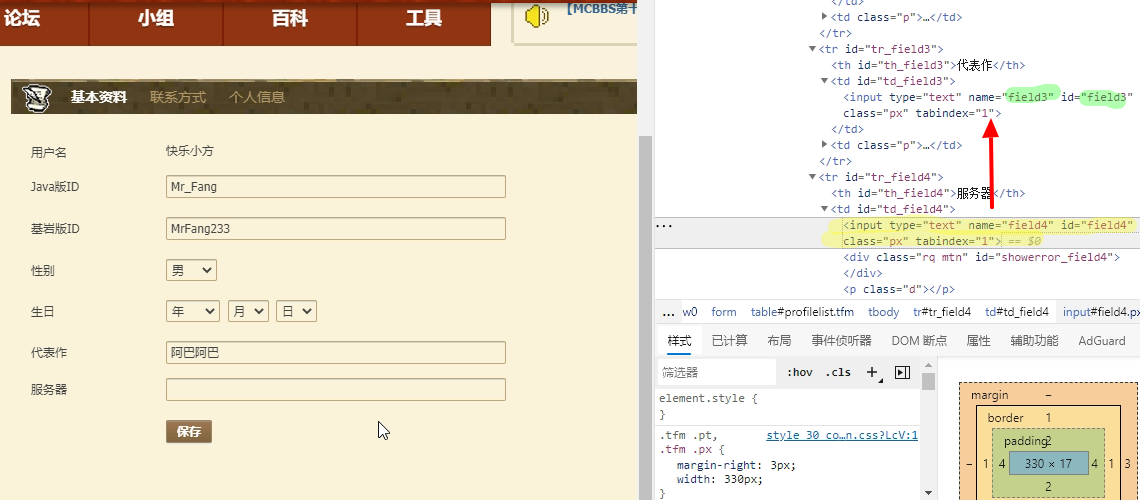 论坛 小组 百科 工具
【MCBBS第十
基本资料 联系方式 个人信息
用户名 快乐小方
Java版ID Mr_Fang
基岩版ID MrFang233
性别 男
生日 年 月 日
代表作 阿巴阿巴
服务器
保存
</td>
<td class="p">…</td>
</tr>
<tr id="tr_field3">
<th id="th_field3">代表作</th>
<td id="td_field3">
<input type="text" name="field3" id="field3"
class="px" tabindex="1">
</td>
<td class="p">…</td>
</tr>
<tr id="tr_field4">
<th id="th_field4">服务器</th>
<td id="td_field4">
<input type="text" name="field4" id="field4"
class="px" tabindex="1"> == $0
<div class="rq mtn" id="showerror_field4">
</div>
<p class="d"></p>
… w0 form table#profilelist.tfm tbody tr#tr_field4 td#td_field4 input#field4.px
样式 已计算 布局 事件侦听器 DOM 断点 属性 辅助功能 AdGuard
筛选器 :hov .cls +
element.style {
}
.tfm .pt, style 30 co…n.css?LcV:1
.tfm .px {
margin-right: 3px;
width: 330px;
}
margin –
border 1
padding 2
– 1 4 330 × 17 4 1 3
2